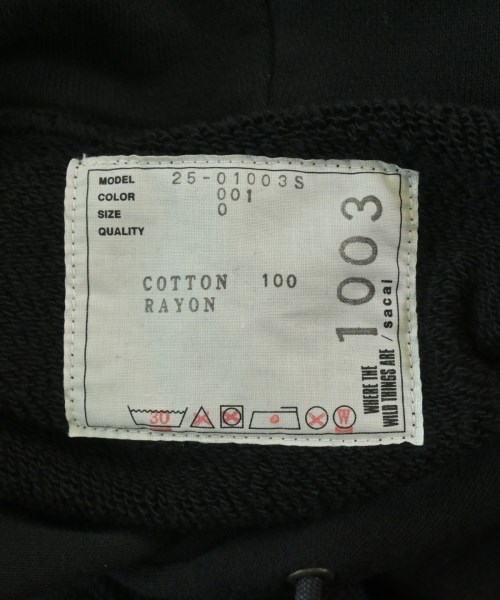 MODEL 25-01003S
COLOR 001
SIZE 0
QUALITY
COTTON 100
RAYON
1003
WHERE THE
WILD THINGS ARE / sacai
30
W